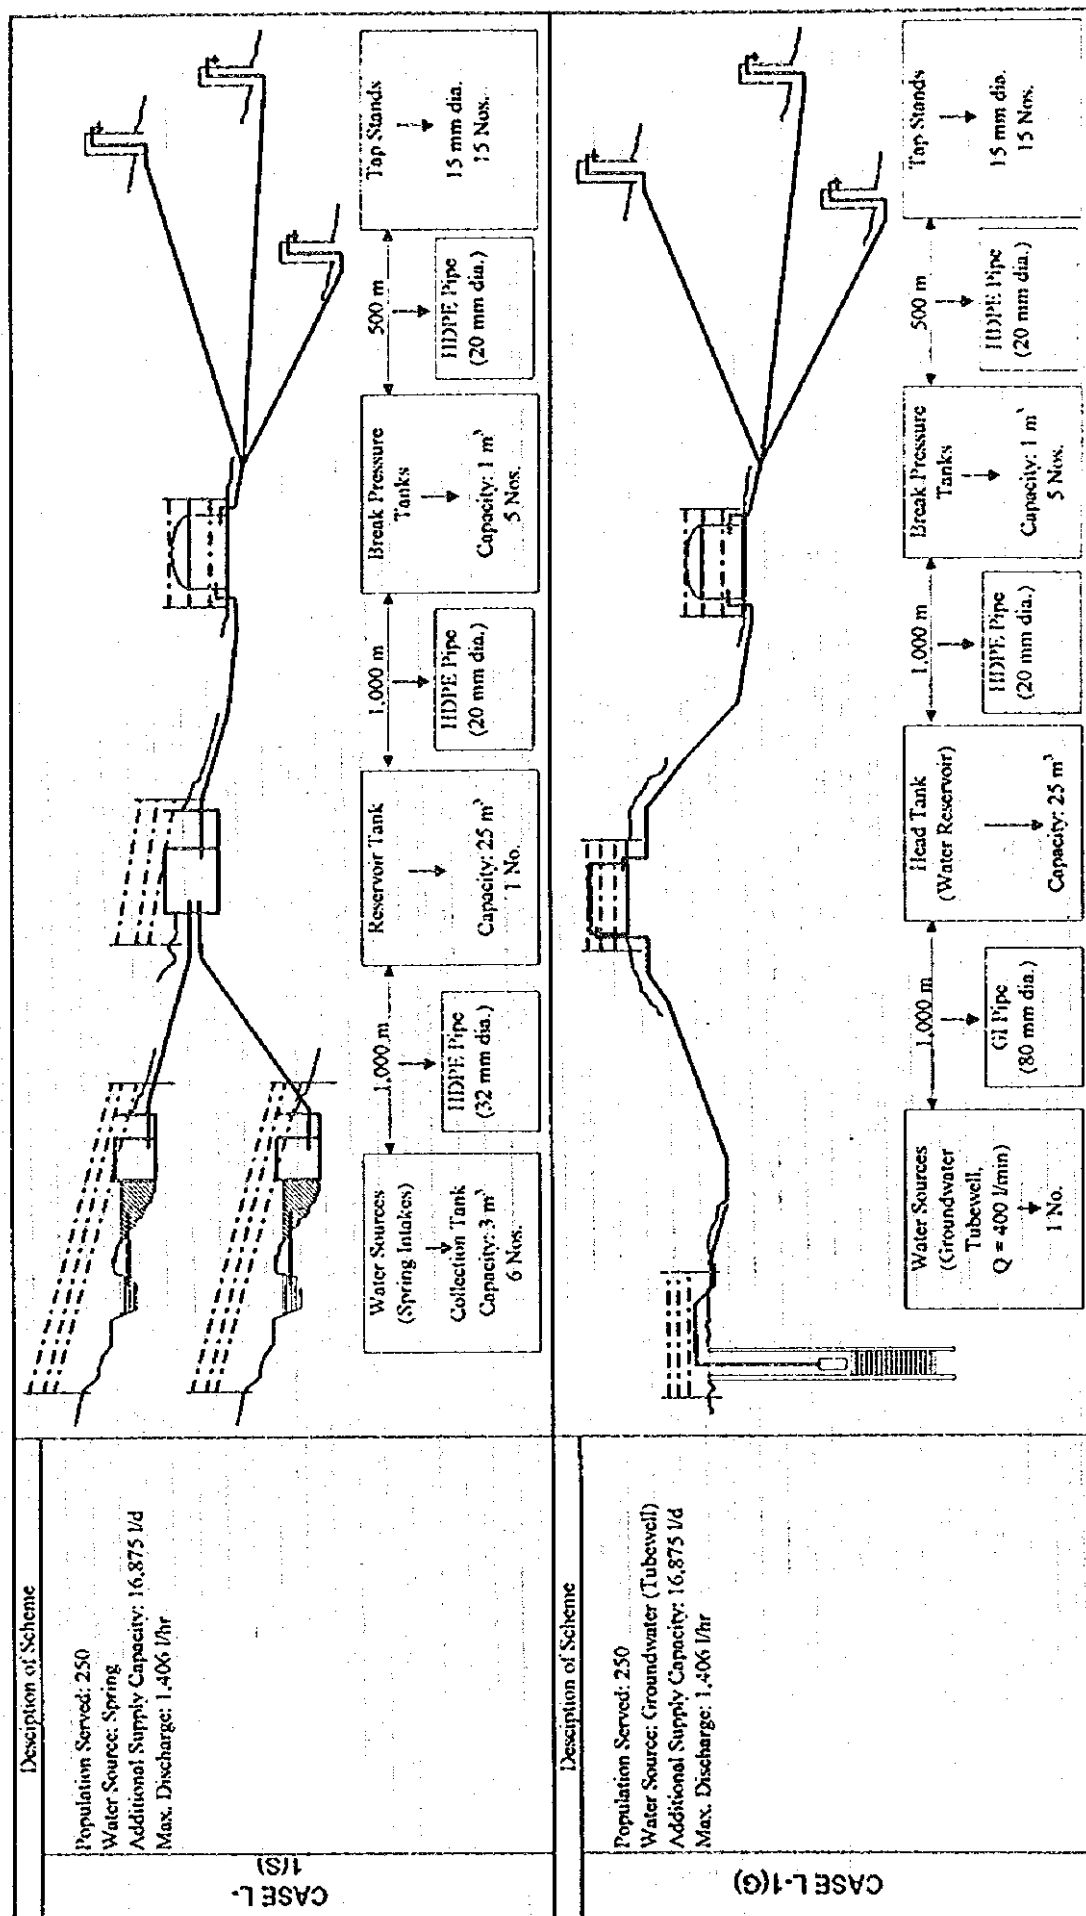 Desciption of Scheme
CASE L-
1(S)
Population Served: 250
Water Source: Spring
Additional Supply Capacity: 16,875 l/d
Max. Discharge: 1,406 l/hr
Water Sources
(Spring Intakes)
Collection Tank
Capacity: 3 m³
6 Nos.
1,000 m
HDPE Pipe
(32 mm dia.)
Reservoir Tank
Capacity: 25 m³
1 No.
1,000 m
HDPE Pipe
(20 mm dia.)
Break Pressure
Tanks
Capacity: 1 m³
5 Nos.
500 m
HDPE Pipe
(20 mm dia.)
Tap Stands
15 mm dia.
15 Nos.
Desciption of Scheme
CASE L-1(G)
Population Served: 250
Water Source: Groundwater (Tubewell)
Additional Supply Capacity: 16,875 l/d
Max. Discharge: 1,406 l/hr
Water Sources
(Groundwater
Tubewell,
Q = 400 l/min)
1 No.
1,000 m
GI Pipe
(80 mm dia.)
Head Tank
(Water Reservoir)
Capacity: 25 m³
1,000 m
HDPE Pipe
(20 mm dia.)
Break Pressure
Tanks
Capacity: 1 m³
5 Nos.
500 m
HDPE Pipe
(20 mm dia.)
Tap Stands
15 mm dia.
15 Nos.